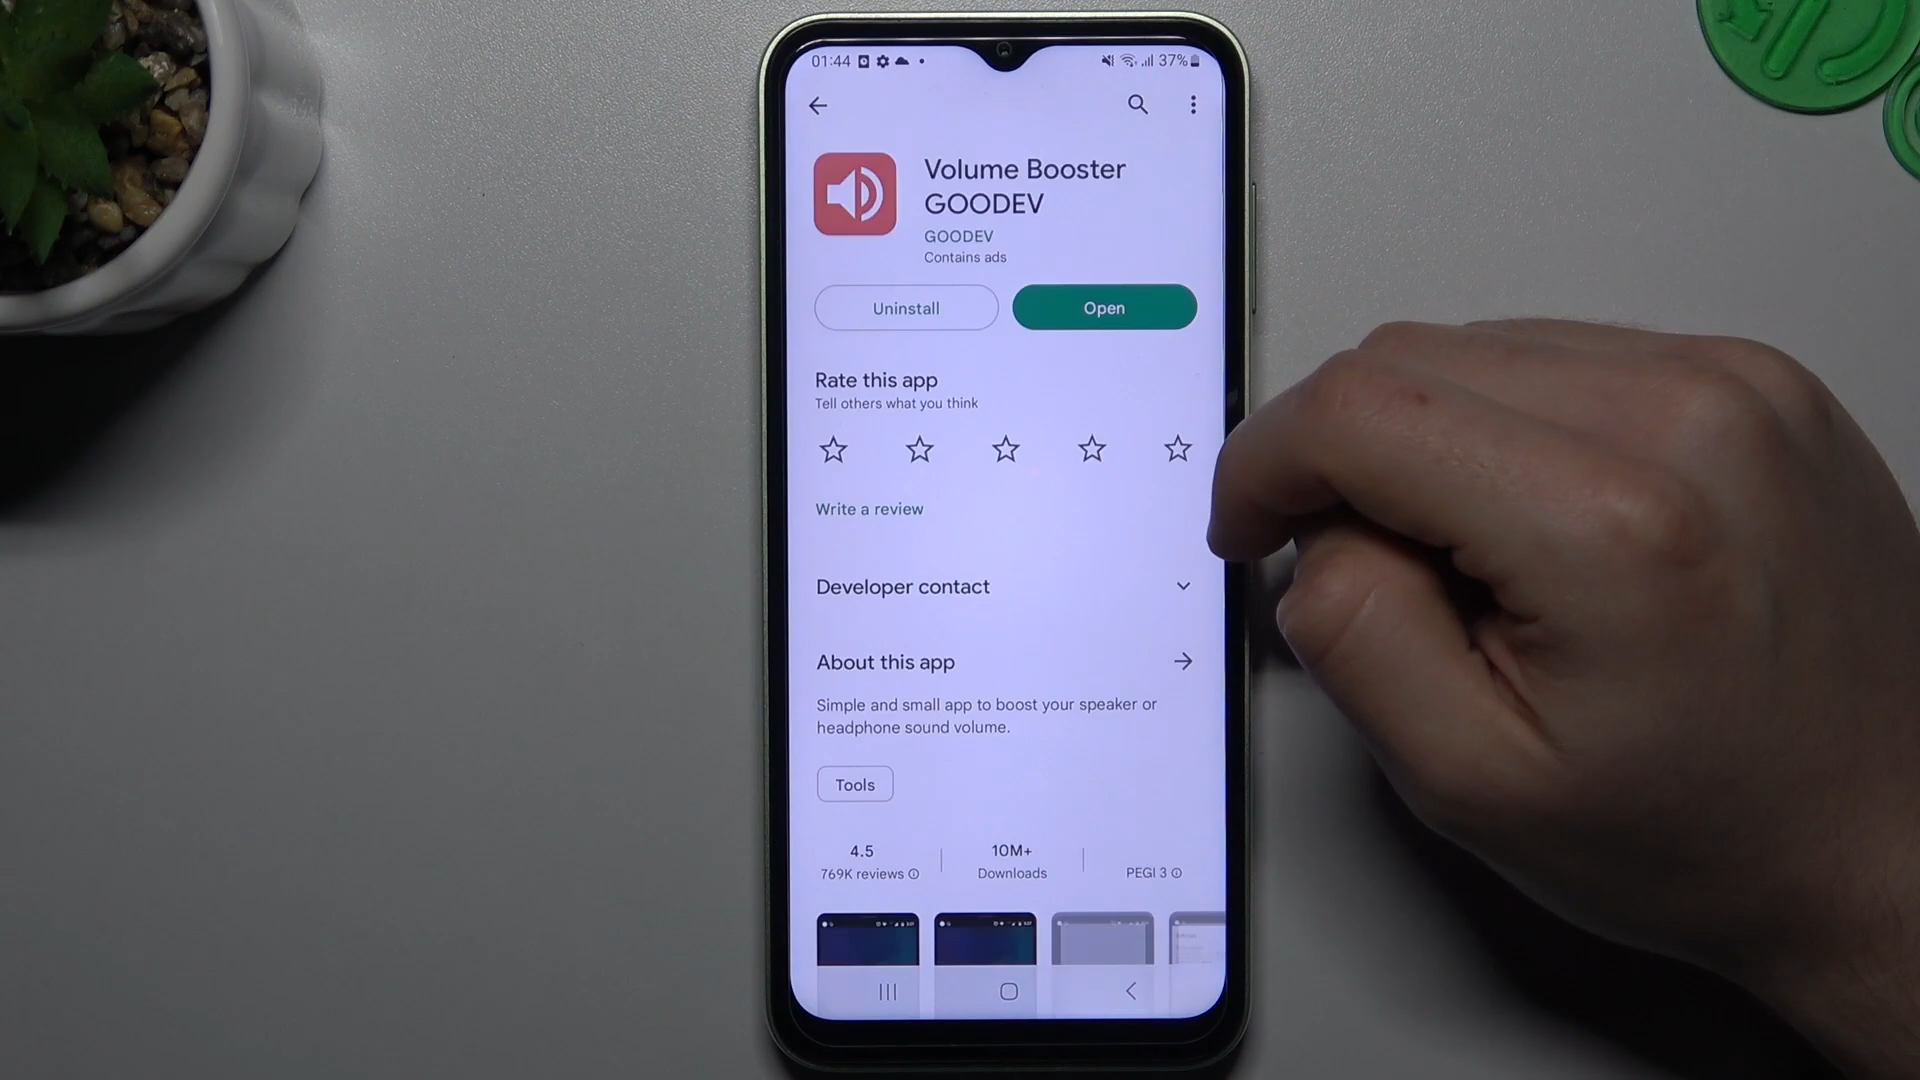 01:44
37%
Volume Booster
GOODEV
GOODEV
Contains ads
Uninstall
Open
Rate this app
Tell others what you think
Write a review
Developer contact
About this app
Simple and small app to boost your speaker or
headphone sound volume.
Tools
4.5
769K reviews
10M+
Downloads
PEGI 3